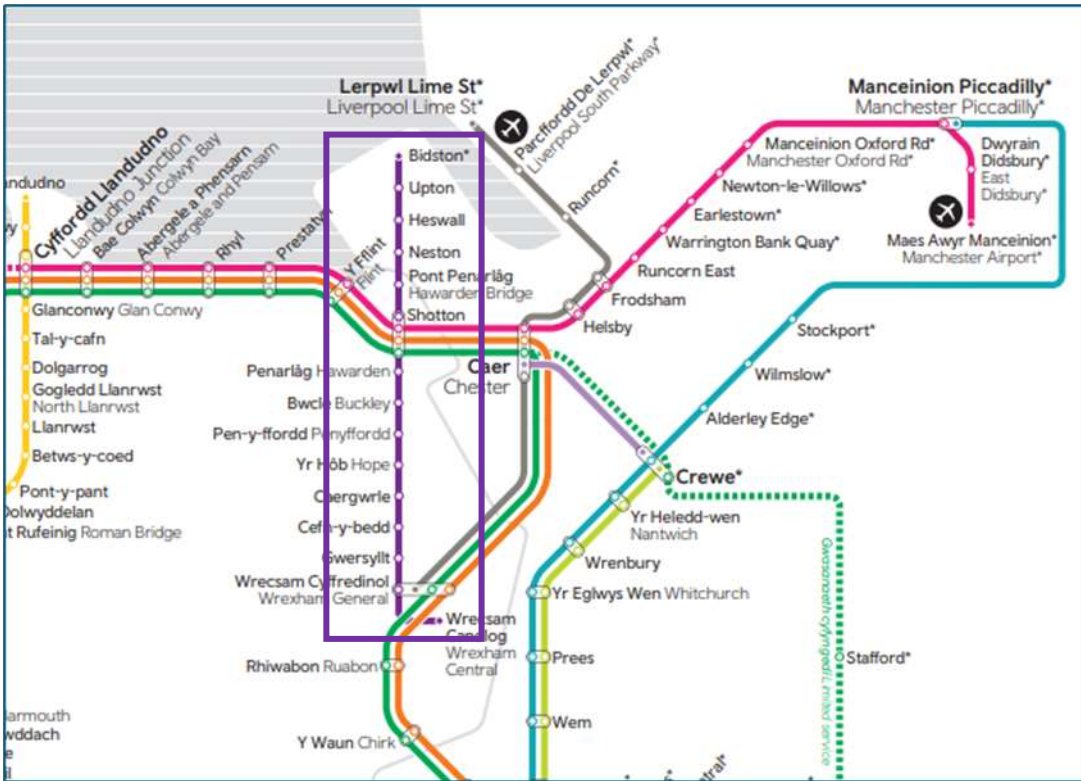 Lerpwl Lime St*
Liverpool Lime St*
Parcffordd De Lerpwl*
Liverpool South Parkway*
Runcorn*
Manceinion Piccadilly*
Manchester Piccadilly*
Manceinion Oxford Rd*
Manchester Oxford Rd*
Newton-le-Willows*
Earlestown*
Warrington Bank Quay*
Runcorn East
Frodsham
Helsby
Dwyrain
Didsbury*
East
Didsbury*
Maes Awyr Manceinion*
Manchester Airport*
Stockport*
Wilmslow*
Alderley Edge*
Crewe*
Yr Heledd-wen
Nantwich
Wrenbury
Yr Eglwys Wen Whitchurch
Prees
Wem
Stafford*
Gwasanaeth cyfyngedig/Limited service
Bidston*
Upton
Heswall
Neston
Pont Penarlâg
Hawarden Bridge
Shotton
Caer
Chester
Penarlâg Hawarden
Bwcle Buckley
Pen-y-ffordd Penyffordd
Yr Hôb Hope
Caergwrle
Cefn-y-bedd
Gwersyllt
Wrecsam Cyffredinol
Wrexham General
Wrecsam
Canolog
Wrexham
Central
Rhiwabon Ruabon
Y Waun Chirk
Cyffordd Llandudno
Llandudno Junction
Bae Colwyn Colwyn Bay
Abergele a Phensarn
Abergele and Pensarn
Rhyl
Prestatyn
Y Fflint
Flint
Glanconwy Glan Conwy
Tal-y-cafn
Dolgarrog
Gogledd Llanrwst
North Llanrwst
Llanrwst
Betws-y-coed
Pont-y-pant
Dolwyddelan
Rufeinig Roman Bridge